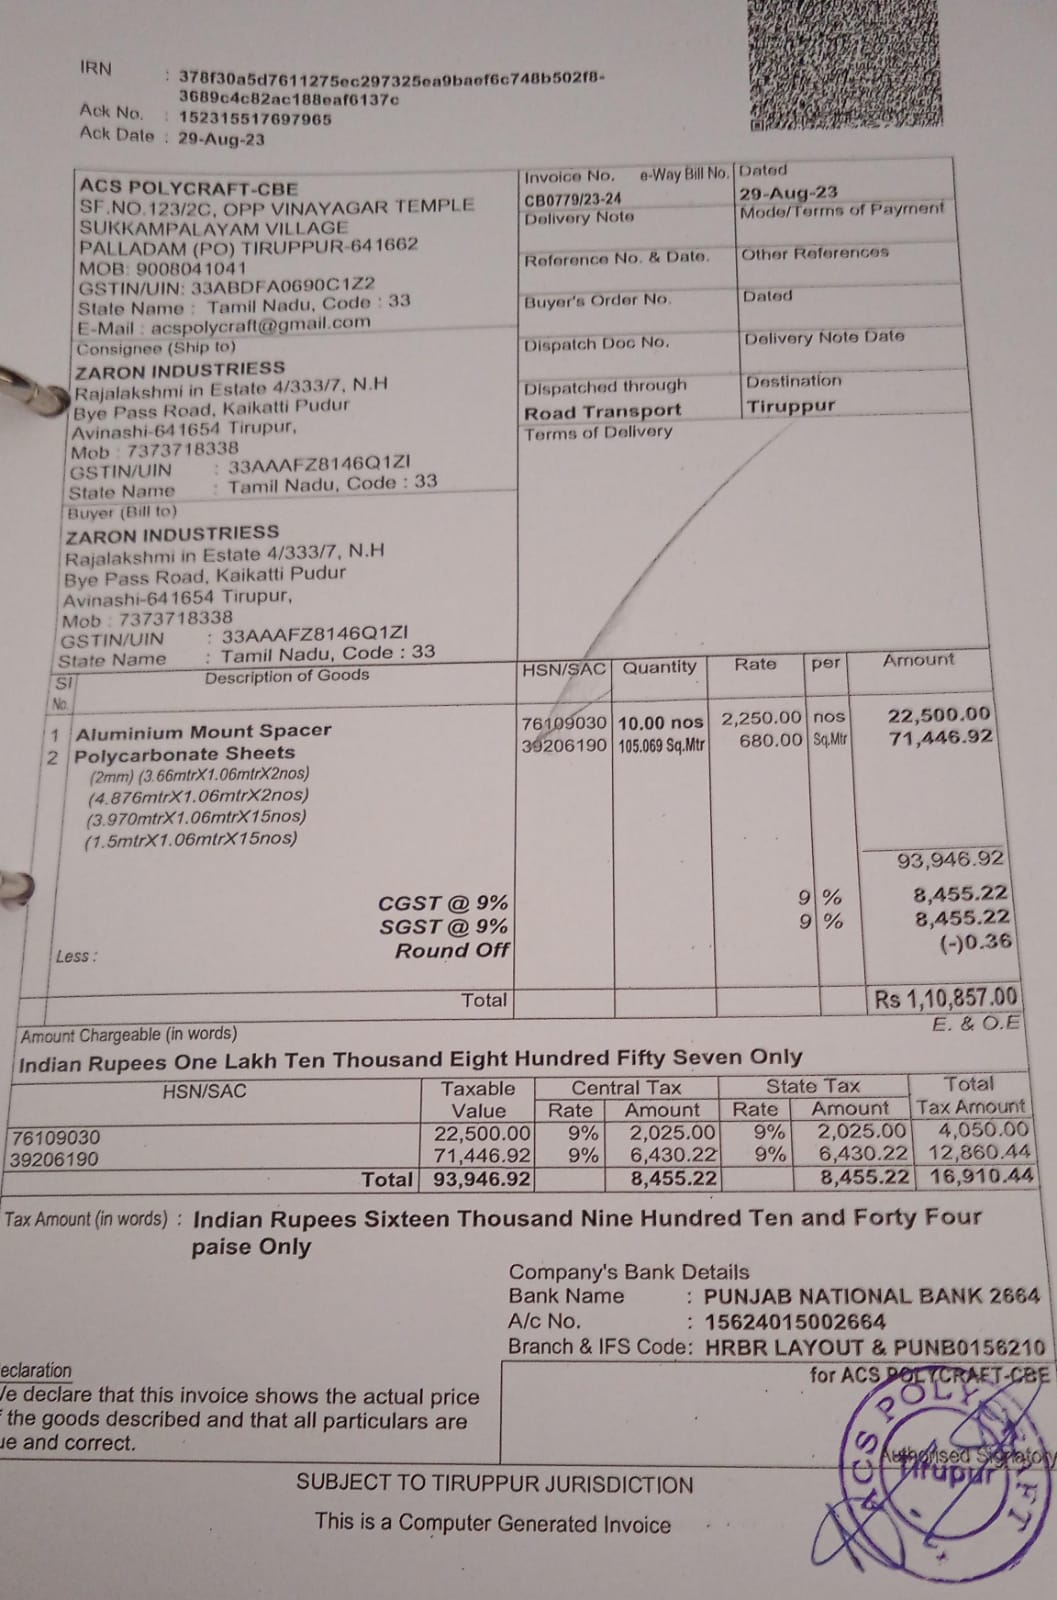 IRN : 378f30a5d7611275ec297325ea9baef6c748b502f8-
3689c4c82ac188eaf6137c
Ack No. : 152315517697965
Ack Date : 29-Aug-23
ACS POLYCRAFT-CBE
SF.NO.123/2C, OPP VINAYAGAR TEMPLE
SUKKAMPALAYAM VILLAGE
PALLADAM (PO) TIRUPPUR-641662
MOB: 9008041041
GSTIN/UIN: 33ABDFA0690C1Z2
State Name : Tamil Nadu, Code : 33
E-Mail : acspolycraft@gmail.com
Invoice No. e-Way Bill No. Dated
CB0779/23-24 29-Aug-23
Delivery Note Mode/Terms of Payment
Reference No. & Date. Other References
Buyer's Order No. Dated
Dispatch Doc No. Delivery Note Date
Dispatched through Destination
Road Transport Tiruppur
Terms of Delivery
Consignee (Ship to)
ZARON INDUSTRIESS
Rajalakshmi in Estate 4/333/7, N.H
Bye Pass Road, Kaikatti Pudur
Avinashi-641654 Tirupur,
Mob : 7373718338
GSTIN/UIN : 33AAAFZ8146Q1ZI
State Name : Tamil Nadu, Code : 33
Buyer (Bill to)
ZARON INDUSTRIESS
Rajalakshmi in Estate 4/333/7, N.H
Bye Pass Road, Kaikatti Pudur
Avinashi-641654 Tirupur,
Mob : 7373718338
GSTIN/UIN : 33AAAFZ8146Q1ZI
State Name : Tamil Nadu, Code : 33
Sl No. Description of Goods HSN/SAC Quantity Rate per Amount
1 Aluminium Mount Spacer 76109030 10.00 nos 2,250.00 nos 22,500.00
2 Polycarbonate Sheets 39206190 105.069 Sq.Mtr 680.00 Sq.Mtr 71,446.92
(2mm) (3.66mtrX1.06mtrX2nos)
(4.876mtrX1.06mtrX2nos)
(3.970mtrX1.06mtrX15nos)
(1.5mtrX1.06mtrX15nos)
93,946.92
CGST @ 9% 9 % 8,455.22
SGST @ 9% 9 % 8,455.22
Less : Round Off (-)0.36
Total Rs 1,10,857.00
Amount Chargeable (in words) E. & O.E
Indian Rupees One Lakh Ten Thousand Eight Hundred Fifty Seven Only
HSN/SAC Taxable Central Tax State Tax Total
Value Rate Amount Rate Amount Tax Amount
76109030 22,500.00 9% 2,025.00 9% 2,025.00 4,050.00
39206190 71,446.92 9% 6,430.22 9% 6,430.22 12,860.44
Total 93,946.92 8,455.22 8,455.22 16,910.44
Tax Amount (in words) : Indian Rupees Sixteen Thousand Nine Hundred Ten and Forty Four
paise Only
Company's Bank Details
Bank Name : PUNJAB NATIONAL BANK 2664
A/c No. : 15624015002664
Branch & IFS Code: HRBR LAYOUT & PUNB0156210
eclaration
Ve declare that this invoice shows the actual price
f the goods described and that all particulars are
ue and correct.
for ACS POLYCRAFT-CBE
Authorised Signatory
ACS POLYCRAFT
Tirupur
SUBJECT TO TIRUPPUR JURISDICTION
This is a Computer Generated Invoice